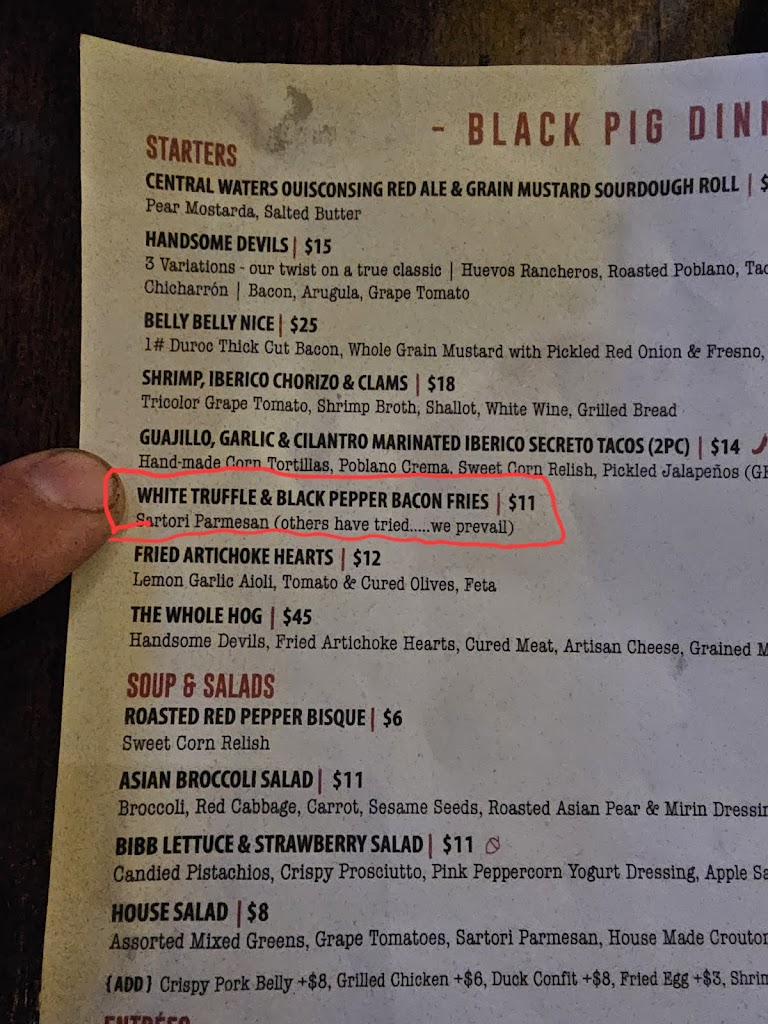 - BLACK PIG
STARTERS
CENTRAL WATERS OUISCONSING RED ALE & GRAIN MUSTARD SOURDOUGH ROLL |
Pear Mostarda, Salted Butter
HANDSOME DEVILS | $15
3 Variations - our twist on a true classic | Huevos Rancheros, Roasted Poblano,
Chicharrón | Bacon, Arugula, Grape Tomato
BELLY BELLY NICE | $25
1# Duroc Thick Cut Bacon, Whole Grain Mustard with Pickled Red Onion & Fresno,
SHRIMP, IBERICO CHORIZO & CLAMS | $18
Tricolor Grape Tomato, Shrimp Broth, Shallot, White Wine, Grilled Bread
GUAJILLO, GARLIC & CILANTRO MARINATED IBERICO SECRETO TACOS (2PC) | $14
Hand-made Corn Tortillas, Poblano Crema, Sweet Corn Relish, Pickled Jalapeños
WHITE TRUFFLE & BLACK PEPPER BACON FRIES | $11
Sartori Parmesan (others have tried.....we prevail)
FRIED ARTICHOKE HEARTS | $12
Lemon Garlic Aioli, Tomato & Cured Olives, Feta
THE WHOLE HOG | $45
Handsome Devils, Fried Artichoke Hearts, Cured Meat, Artisan Cheese, Grained
SOUP & SALADS
ROASTED RED PEPPER BISQUE | $6
Sweet Corn Relish
ASIAN BROCCOLI SALAD | $11
Broccoli, Red Cabbage, Carrot, Sesame Seeds, Roasted Asian Pear & Mirin
BIBB LETTUCE & STRAWBERRY SALAD | $11
Candied Pistachios, Crispy Prosciutto, Pink Peppercorn Yogurt Dressing, Apple
HOUSE SALAD | $8
Assorted Mixed Greens, Grape Tomatoes, Sartori Parmesan, House Made
{ADD} Crispy Pork Belly +$8, Grilled Chicken +$6, Duck Confit +$8, Fried Egg +$3,
ENTRÉES